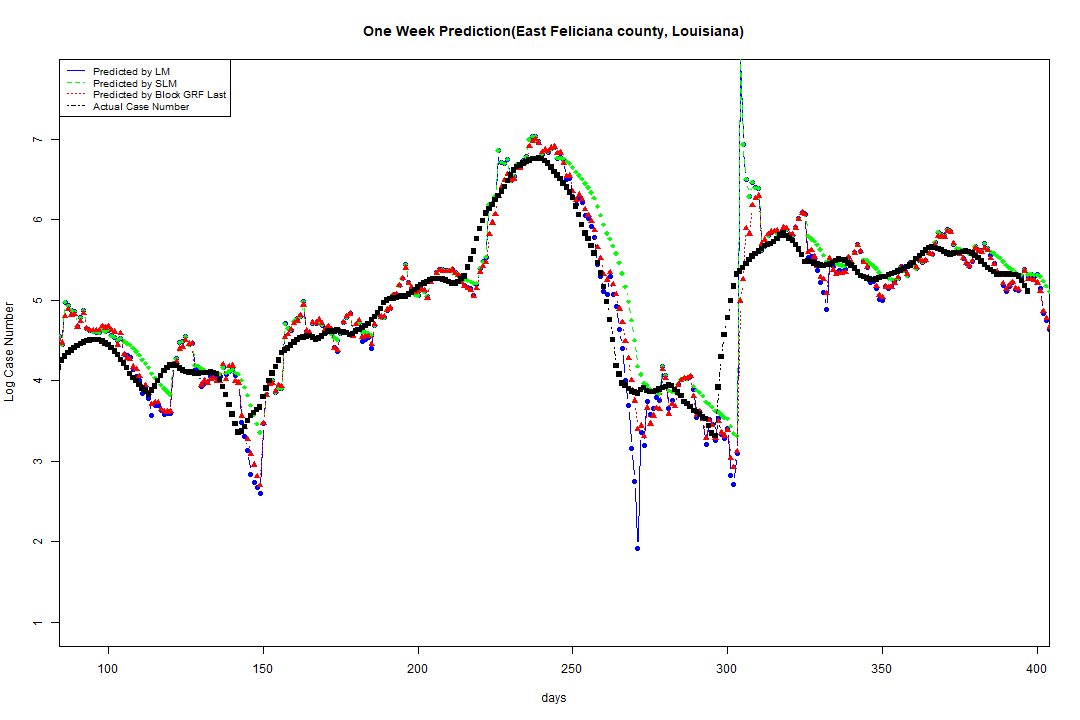 One Week Prediction(East Feliciana county, Louisiana)
Predicted by LM
Predicted by SLM
Predicted by Block GRF Last
Actual Case Number
7
6
5
4
3
2
1
Log Case Number
100 150 200 250 300 350 400
days